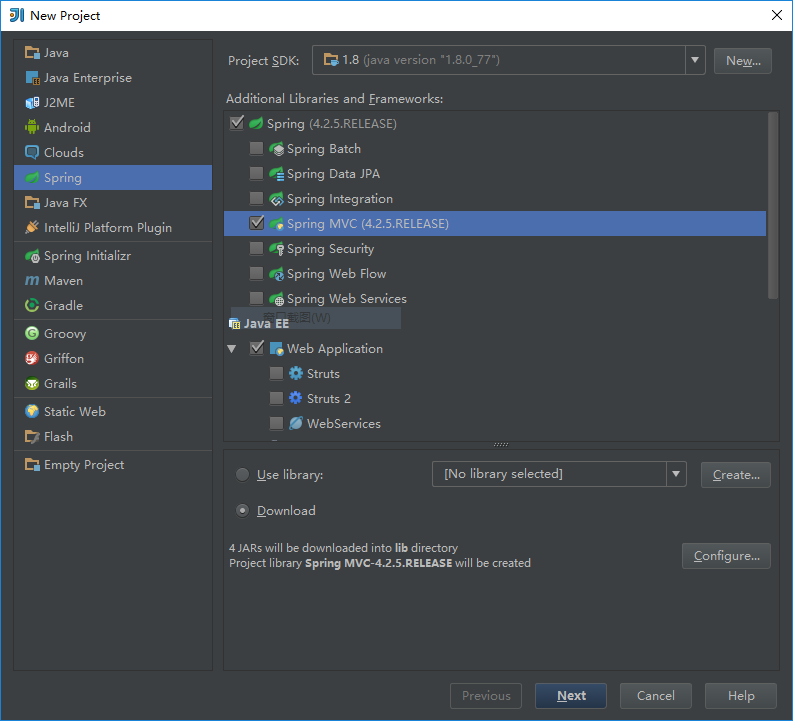 New Project
Java
Java Enterprise
J2ME
Android
Clouds
Spring
Java FX
IntelliJ Platform Plugin
Spring Initializr
Maven
Gradle
Groovy
Griffon
Grails
Static Web
Flash
Empty Project
Project SDK: 1.8 (java version "1.8.0_77") New...
Additional Libraries and Frameworks:
Spring (4.2.5.RELEASE)
Spring Batch
Spring Data JPA
Spring Integration
Spring MVC (4.2.5.RELEASE)
Spring Security
Spring Web Flow
Spring Web Services
Java EE
Web Application
Struts
Struts 2
WebServices
Use library: [No library selected] Create...
Download
4 JARs will be downloaded into lib directory
Project library Spring MVC-4.2.5.RELEASE will be created
Configure...
Previous Next Cancel Help